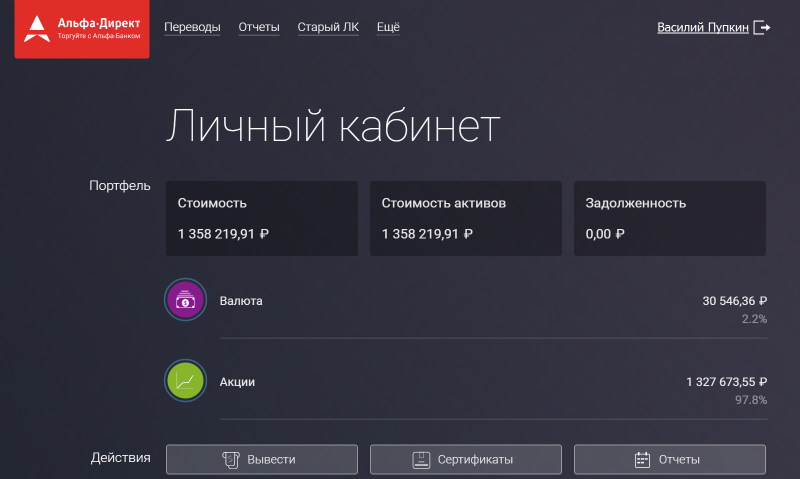 Альфа-Директ
Торгуйте с Альфа-Банком
Переводы Отчеты Старый ЛК Ещё
Василий Пупкин
Личный кабинет
Портфель
Стоимость
1 358 219,91 ₽
Стоимость активов
1 358 219,91 ₽
Задолженность
0,00 ₽
Валюта
30 546,36 ₽
2.2%
Акции
1 327 673,55 ₽
97.8%
Действия
Вывести
Сертификаты
Отчеты